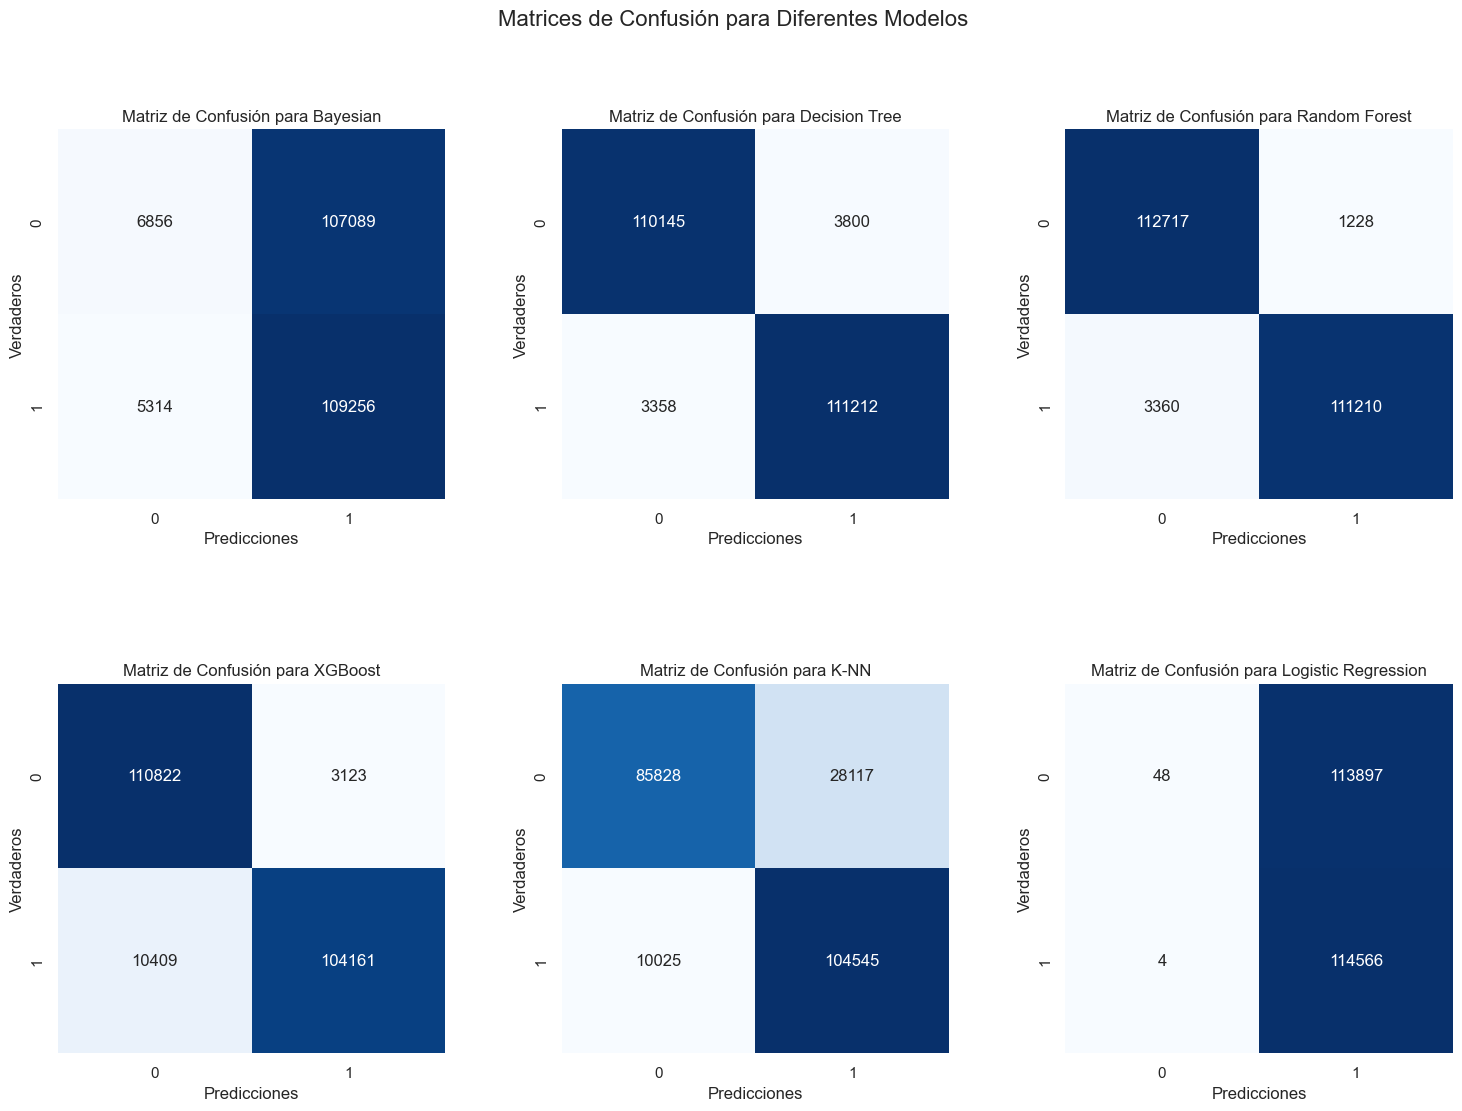 Matrices de Confusión para Diferentes Modelos
Matriz de Confusión para Bayesian
0
6856
107089
Verdaderos
1
5314
109256
0
1
Predicciones
Matriz de Confusión para Decision Tree
0
110145
3800
Verdaderos
1
3358
111212
0
1
Predicciones
Matriz de Confusión para Random Forest
0
112717
1228
Verdaderos
1
3360
111210
0
1
Predicciones
Matriz de Confusión para XGBoost
0
110822
3123
Verdaderos
1
10409
104161
0
1
Predicciones
Matriz de Confusión para K-NN
0
85828
28117
Verdaderos
1
10025
104545
0
1
Predicciones
Matriz de Confusión para Logistic Regression
0
48
113897
Verdaderos
1
4
114566
0
1
Predicciones